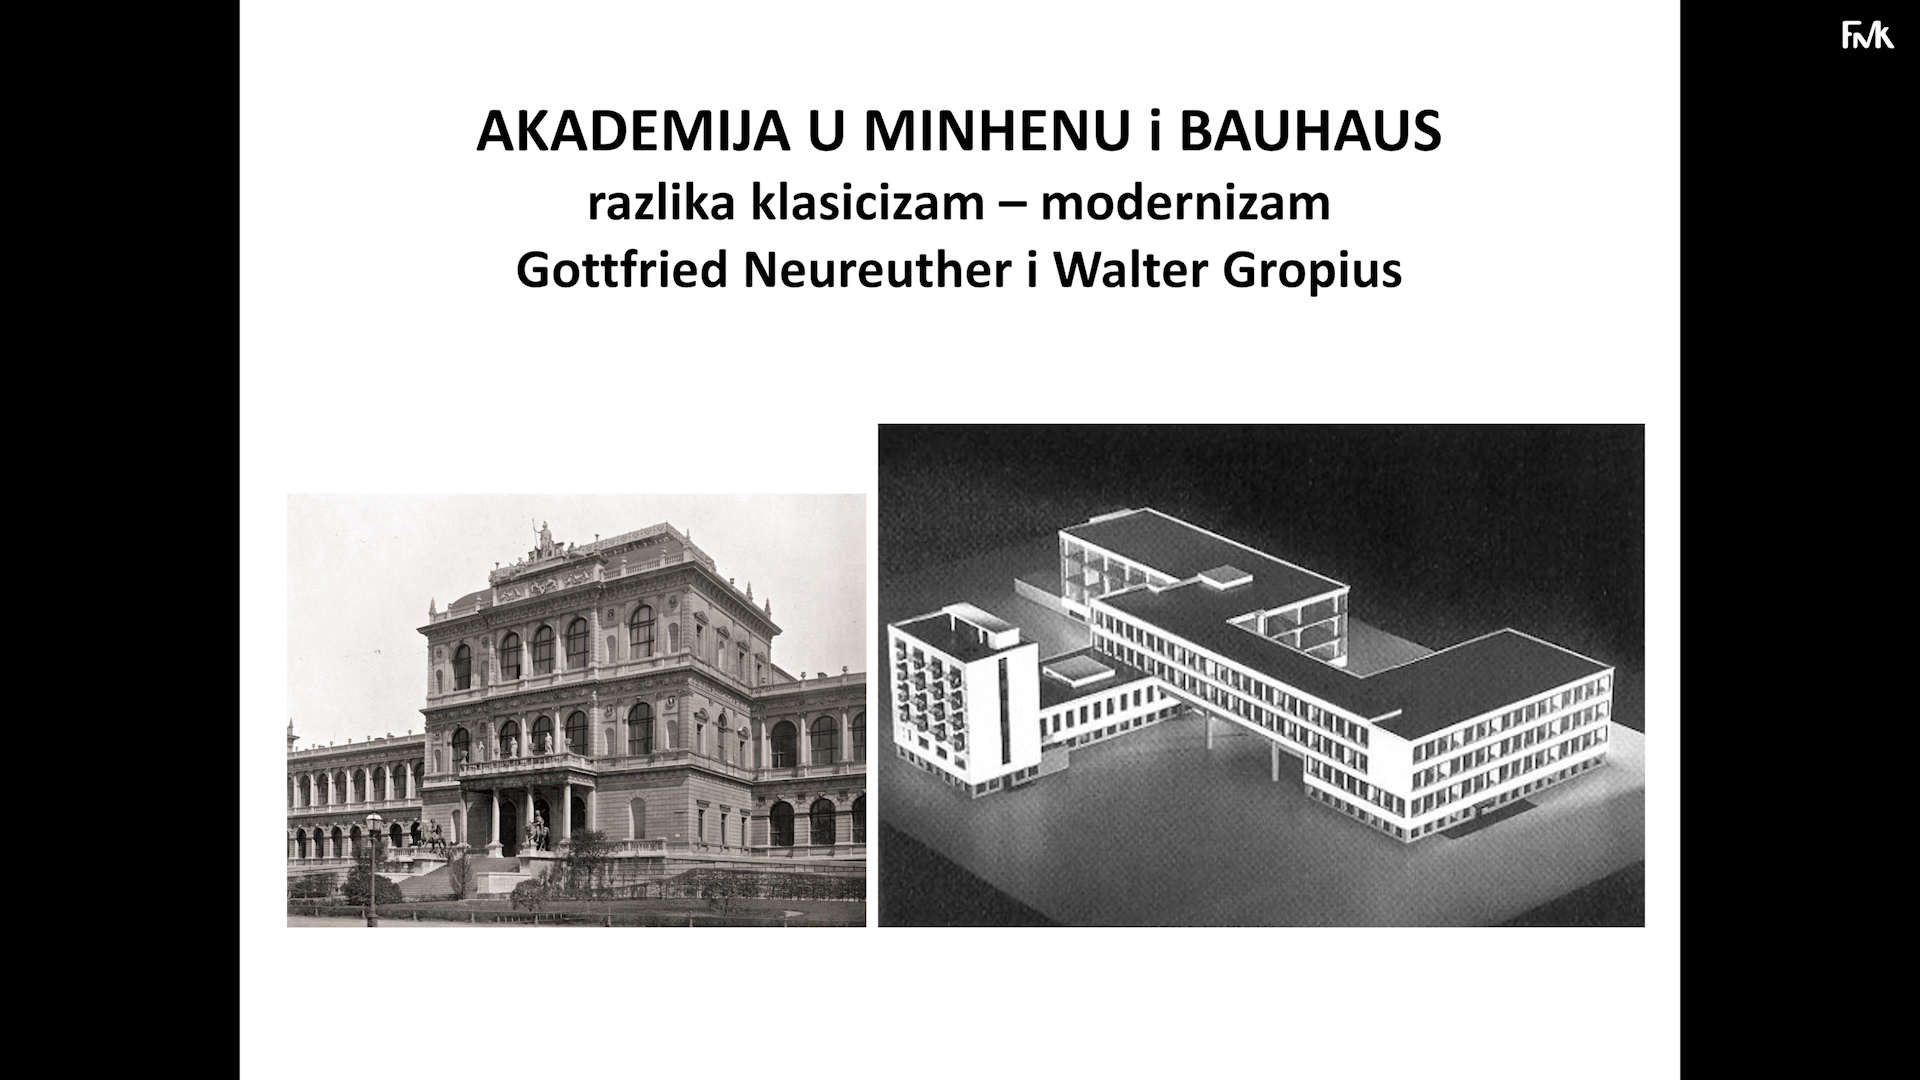 FMK
AKADEMIJA U MINHENU i BAUHAUS
razlika klasicizam – modernizam
Gottfried Neureuther i Walter Gropius